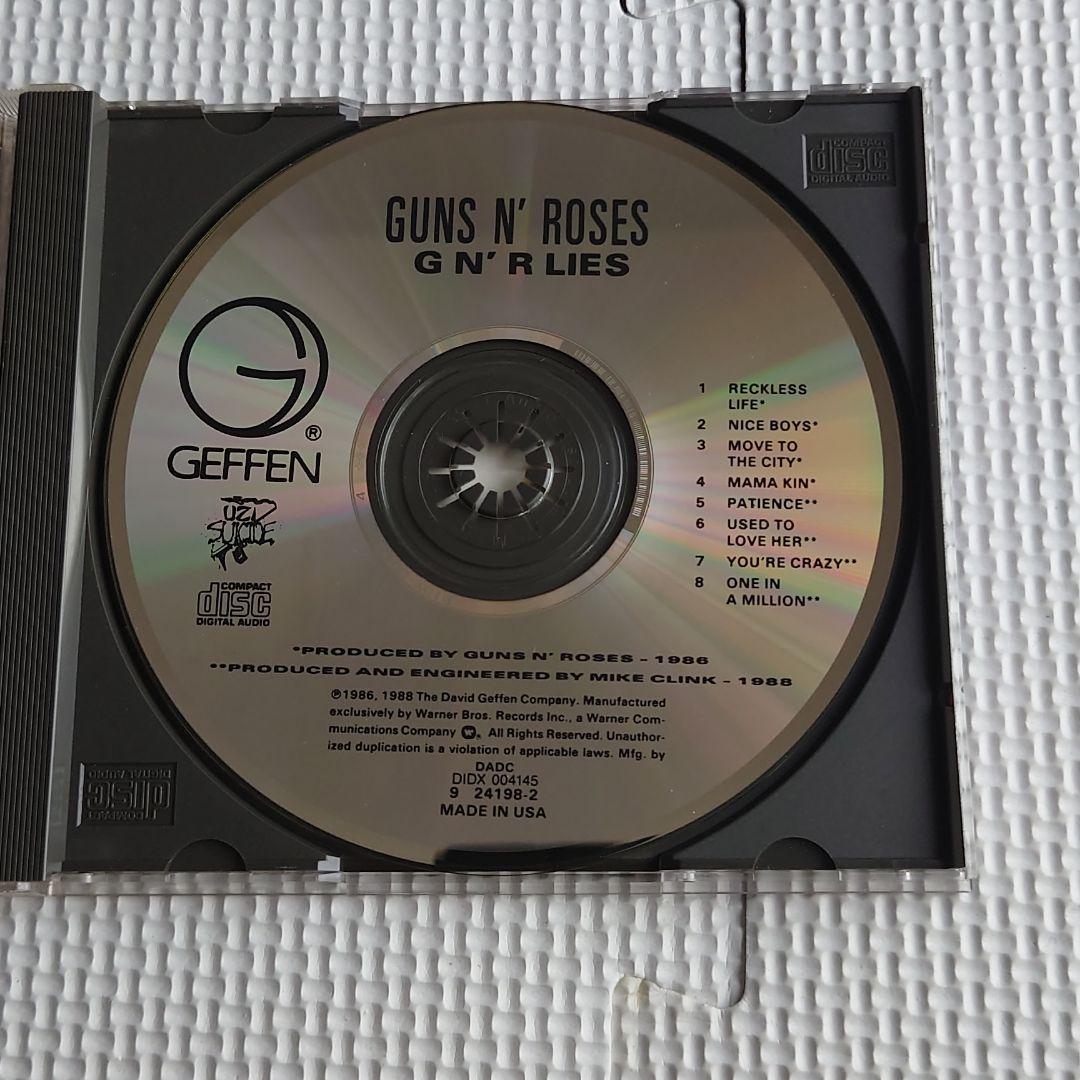 COMPACT
disc
DIGITAL AUDIO
GUNS N' ROSES
G N' R LIES
GEFFEN
®
UZI
SUICIDE
COMPACT
disc
DIGITAL AUDIO
1 RECKLESS
LIFE*
2 NICE BOYS*
3 MOVE TO
THE CITY*
4 MAMA KIN*
5 PATIENCE**
6 USED TO
LOVE HER**
7 YOU'RE CRAZY**
8 ONE IN
A MILLION**
*PRODUCED BY GUNS N' ROSES – 1986
**PRODUCED AND ENGINEERED BY MIKE CLINK – 1988
℗1986, 1988 The David Geffen Company. Manufactured
exclusively by Warner Bros. Records Inc., a Warner Com-
munications Company. All Rights Reserved. Unauthor-
ized duplication is a violation of applicable laws. Mfg. by
DADC
DIDX 004145
9 24198-2
MADE IN USA
COMPACT
disc
DIGITAL AUDIO